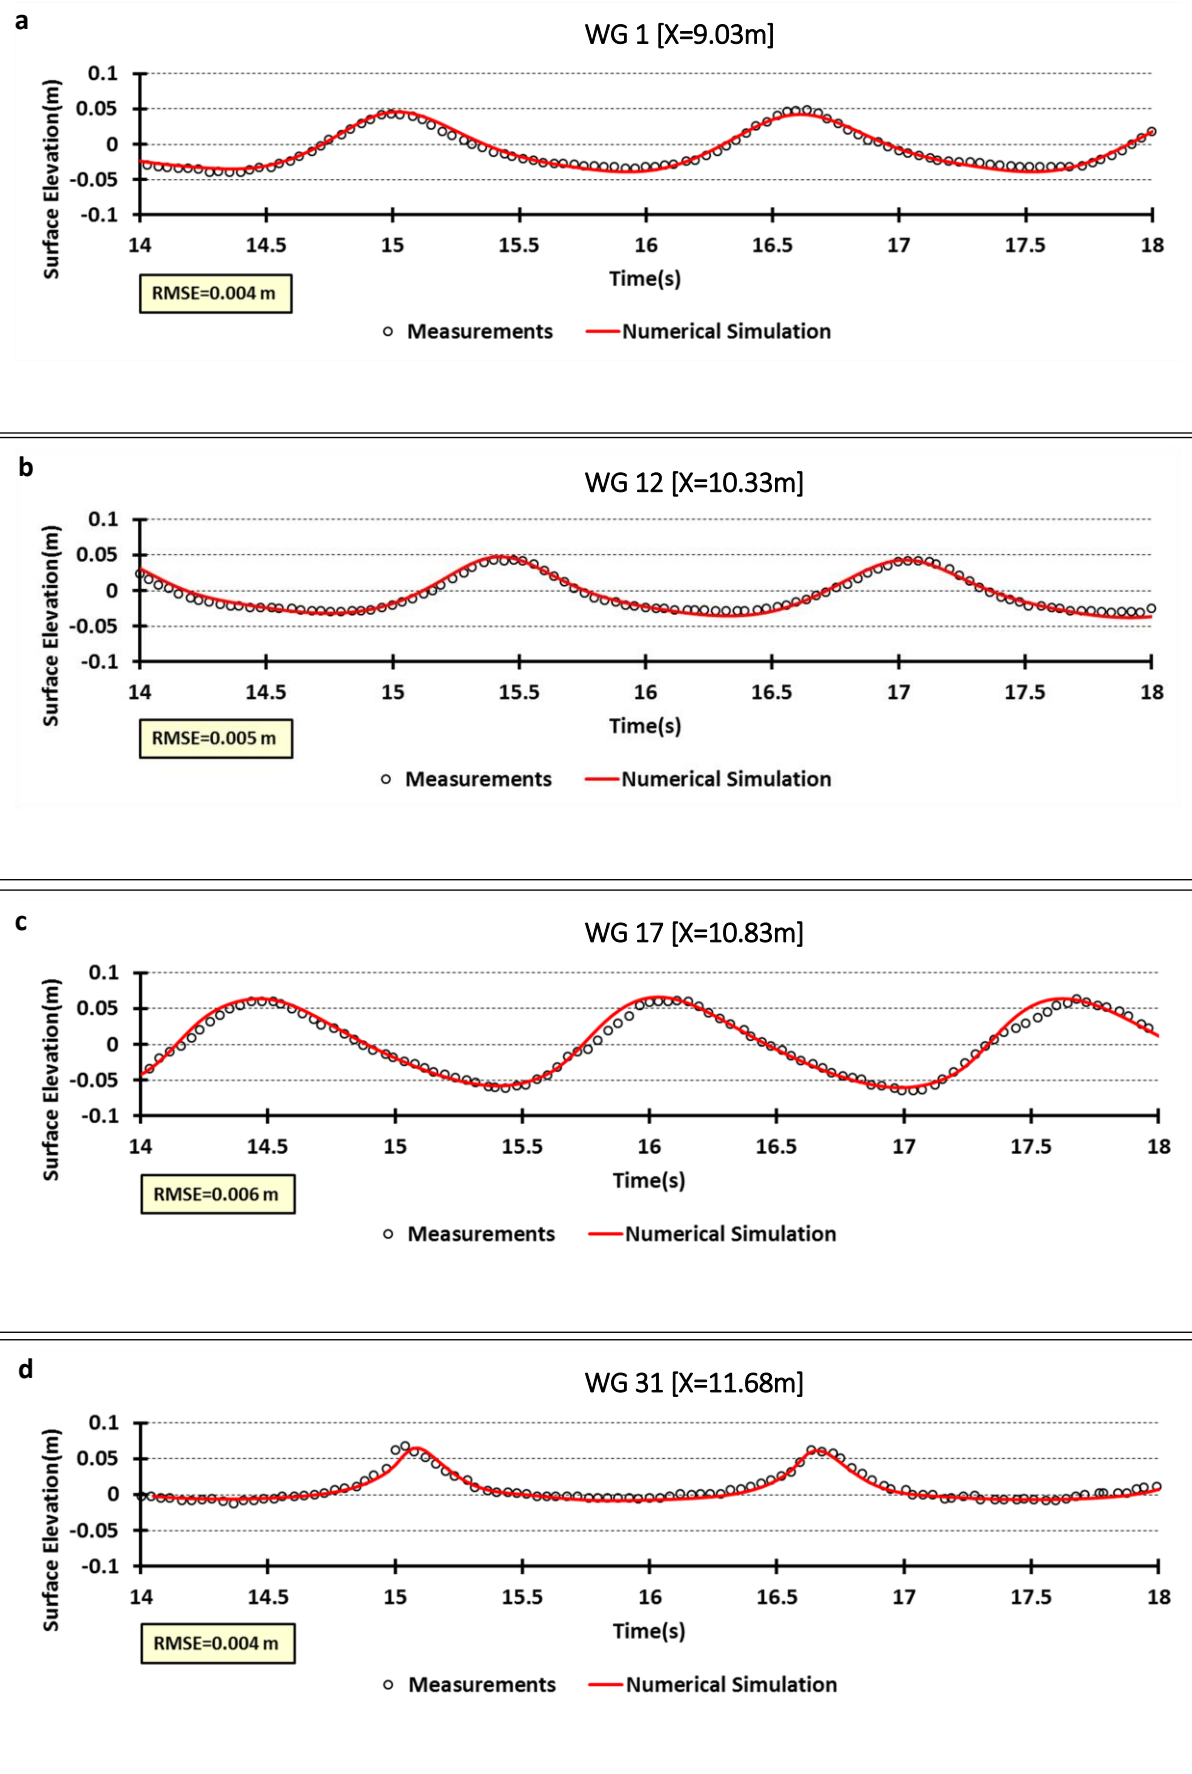 a
WG 1 [X=9.03m]
Surface Elevation(m)
0.1
0.05
0
-0.05
-0.1
14 14.5 15 15.5 16 16.5 17 17.5 18
Time(s)
RMSE=0.004 m
Measurements Numerical Simulation
b
WG 12 [X=10.33m]
Surface Elevation(m)
0.1
0.05
0
-0.05
-0.1
14 14.5 15 15.5 16 16.5 17 17.5 18
Time(s)
RMSE=0.005 m
Measurements Numerical Simulation
c
WG 17 [X=10.83m]
Surface Elevation(m)
0.1
0.05
0
-0.05
-0.1
14 14.5 15 15.5 16 16.5 17 17.5 18
Time(s)
RMSE=0.006 m
Measurements Numerical Simulation
d
WG 31 [X=11.68m]
Surface Elevation(m)
0.1
0.05
0
-0.05
-0.1
14 14.5 15 15.5 16 16.5 17 17.5 18
Time(s)
RMSE=0.004 m
Measurements Numerical Simulation